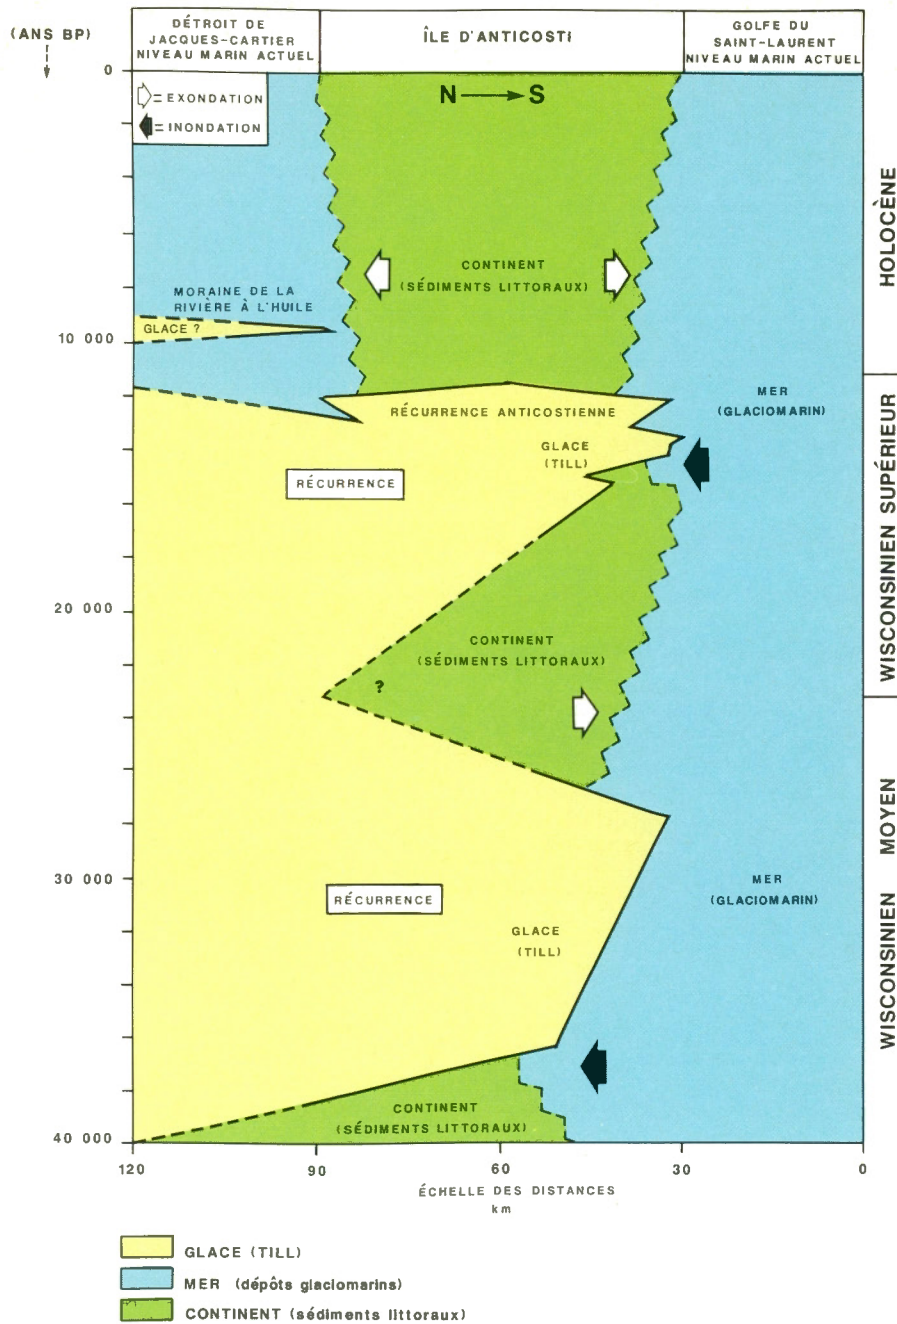 (ANS BP)
DÉTROIT DE
JACQUES-CARTIER
NIVEAU MARIN ACTUEL
ÎLE D'ANTICOSTI
GOLFE DU
SAINT-LAURENT
NIVEAU MARIN ACTUEL
0
= EXONDATION
= INONDATION
N S
CONTINENT
(SÉDIMENTS LITTORAUX)
MORAINE DE LA
RIVIÈRE À L'HUILE
GLACE ?
10 000
RÉCURRENCE ANTICOSTIENNE
MER
(GLACIOMARIN)
GLACE
(TILL)
RÉCURRENCE
20 000
CONTINENT
(SÉDIMENTS LITTORAUX)
?
30 000
RÉCURRENCE
MER
(GLACIOMARIN)
GLACE
(TILL)
CONTINENT
(SÉDIMENTS LITTORAUX)
40 000
HOLOCÈNE
WISCONSINIEN SUPÉRIEUR
WISCONSINIEN MOYEN
120 90 60 30 0
ÉCHELLE DES DISTANCES
km
GLACE (TILL)
MER (dépôts glaciomarins)
CONTINENT (sédiments littoraux)